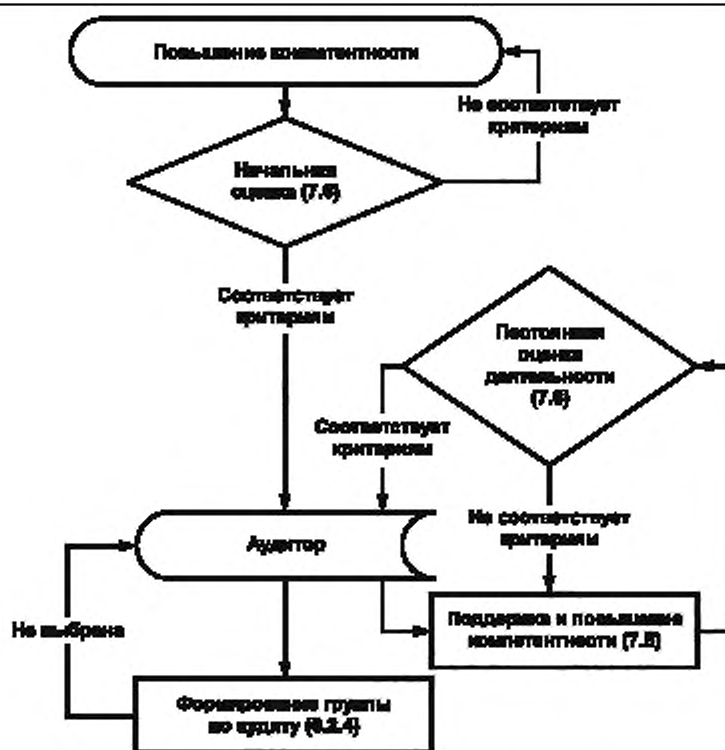 Повышение компетентности
Не соответствует
критериям
Начальная
оценка (7.6)
Соответствует
критериям
Постоянная
оценка
деятельности
(7.6)
Соответствует
критериям
Не соответствует
критериям
Аудитор
Не выбрана
Поддержка и повышение
компетентности (7.5)
Формирование группы
по аудиту (6.2.4)